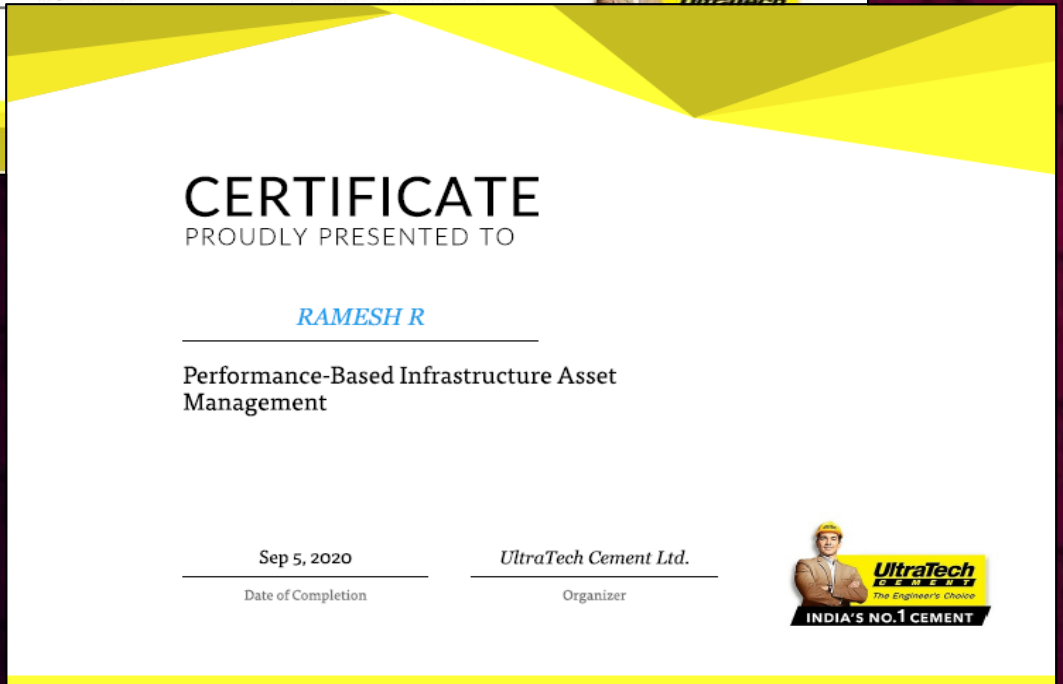 UltraTech
CERTIFICATE
PROUDLY PRESENTED TO
RAMESH R
Performance-Based Infrastructure Asset
Management
Sep 5, 2020
UltraTech Cement Ltd.
Date of Completion
Organizer
UltraTech
CEMENT
The Engineer's Choice
INDIA'S NO.1 CEMENT